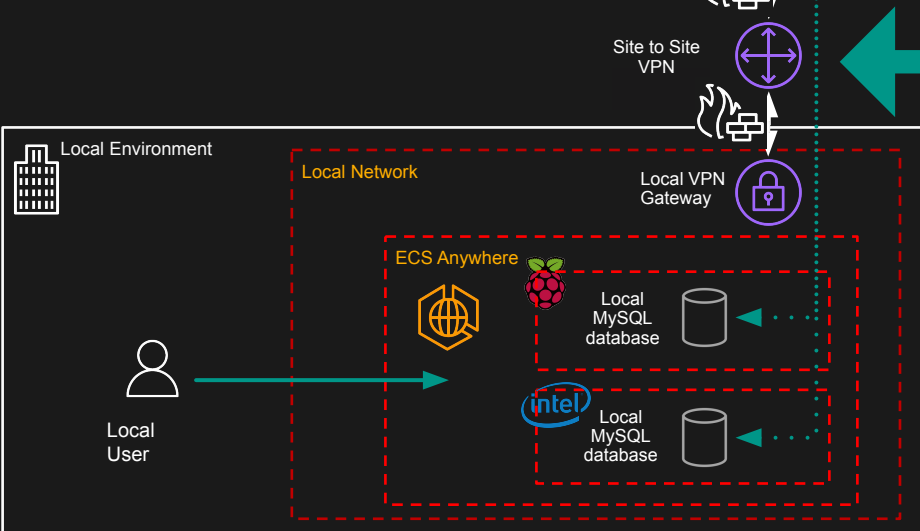 Site to Site
VPN
Local Environment
Local Network
Local VPN
Gateway
ECS Anywhere
Local
MySQL
database
intel
Local
MySQL
database
Local
User